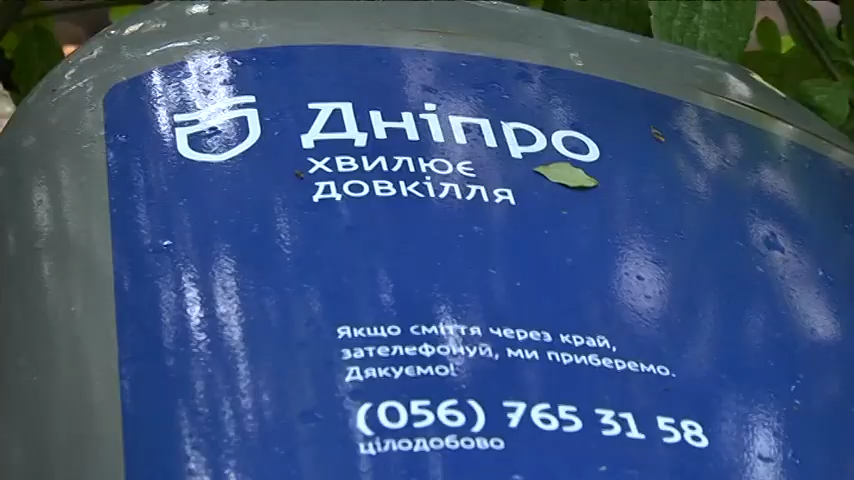 Дніпро
хвилює
довкілля
Якщо сміття через край,
зателефонуй, ми приберемо.
Дякуємо!
(056) 765 31 58
цілодобово